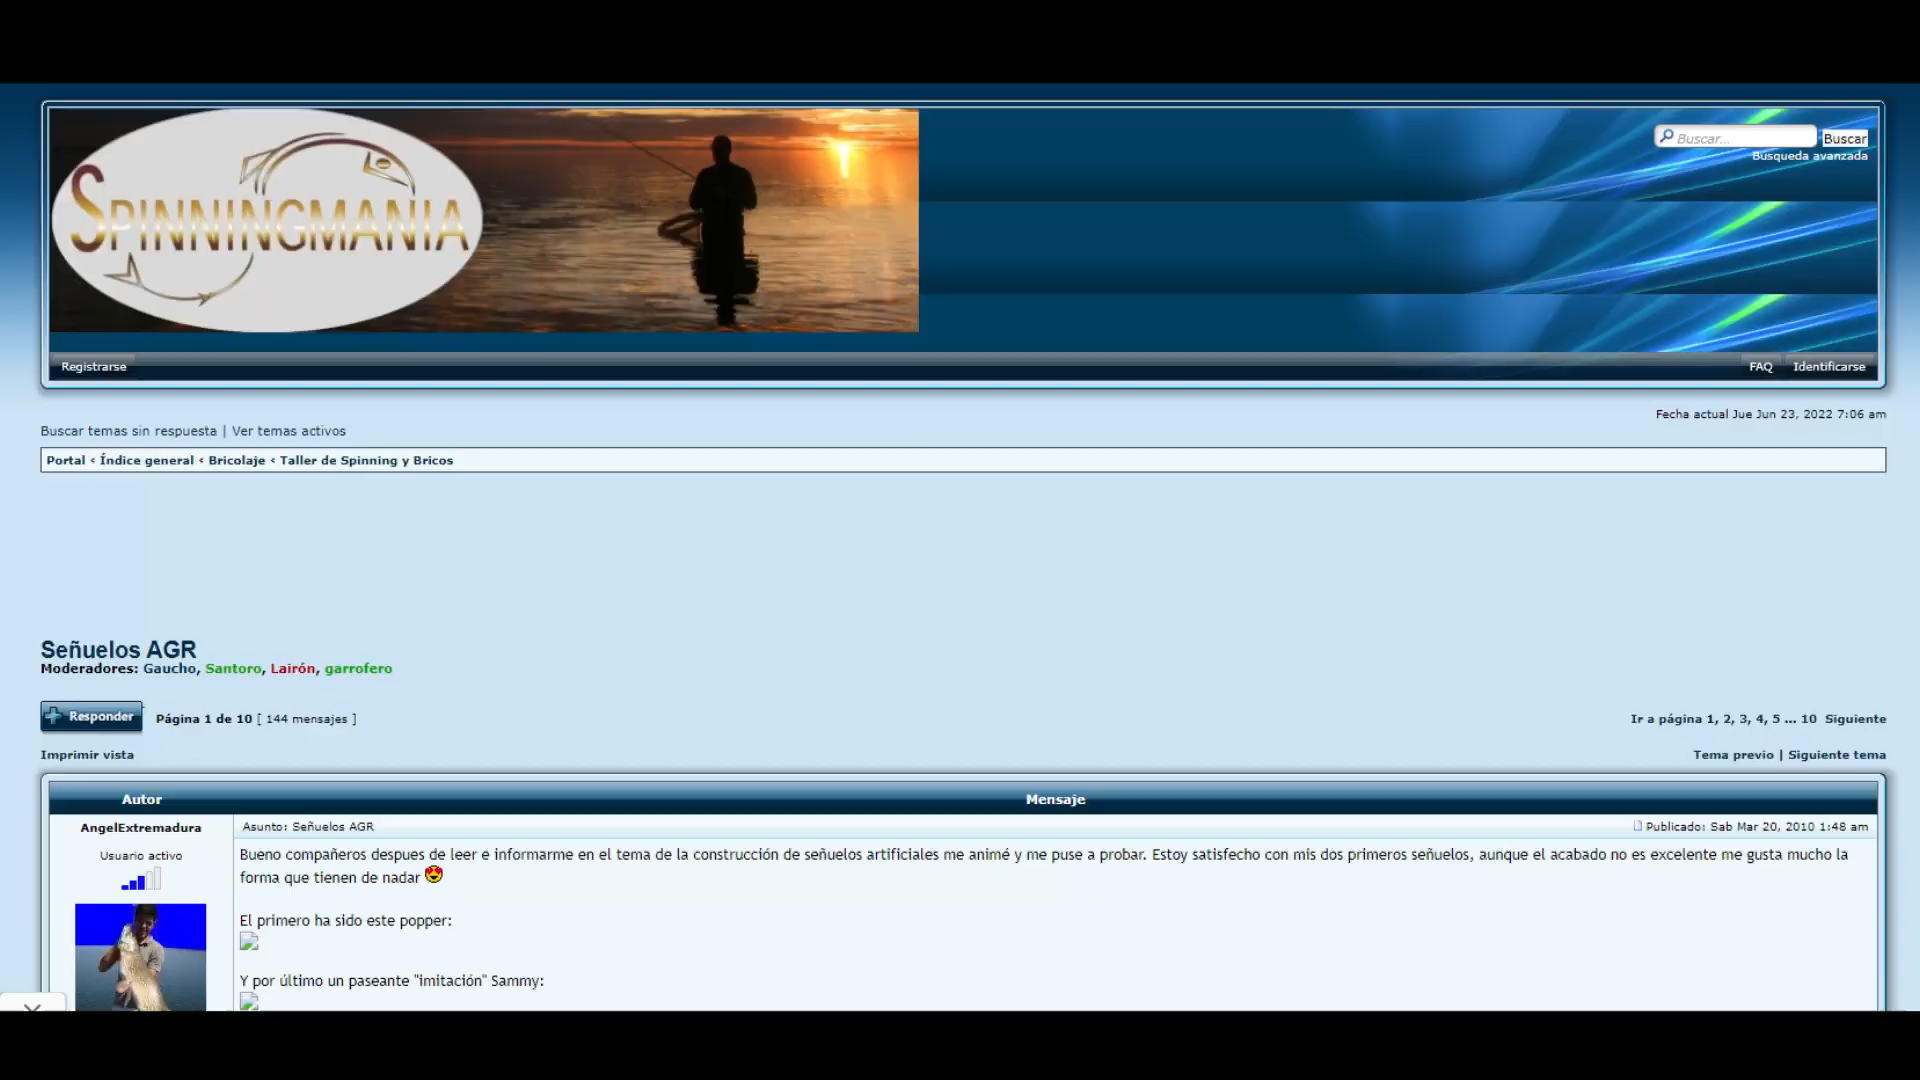 SPINNINGMANIA
Buscar...
Buscar
Búsqueda avanzada
Registrarse
FAQ Identificarse
Fecha actual Jue Jun 23, 2022 7:06 am
Buscar temas sin respuesta | Ver temas activos
Portal ‹ Índice general ‹ Bricolaje ‹ Taller de Spinning y Bricos
Señuelos AGR
Moderadores: Gaucho, Santoro, Lairón, garrofero
Responder
Página 1 de 10 [ 144 mensajes ]
Ir a página 1, 2, 3, 4, 5 ... 10 Siguiente
Imprimir vista
Tema previo | Siguiente tema
Autor
Mensaje
AngelExtremadura
Asunto: Señuelos AGR
Publicado: Sab Mar 20, 2010 1:48 am
Usuario activo
Bueno compañeros despues de leer e informarme en el tema de la construcción de señuelos artificiales me animé y me puse a probar. Estoy satisfecho con mis dos primeros señuelos, aunque el acabado no es excelente me gusta mucho la
forma que tienen de nadar
El primero ha sido este popper:
Y por último un paseante "imitación" Sammy: